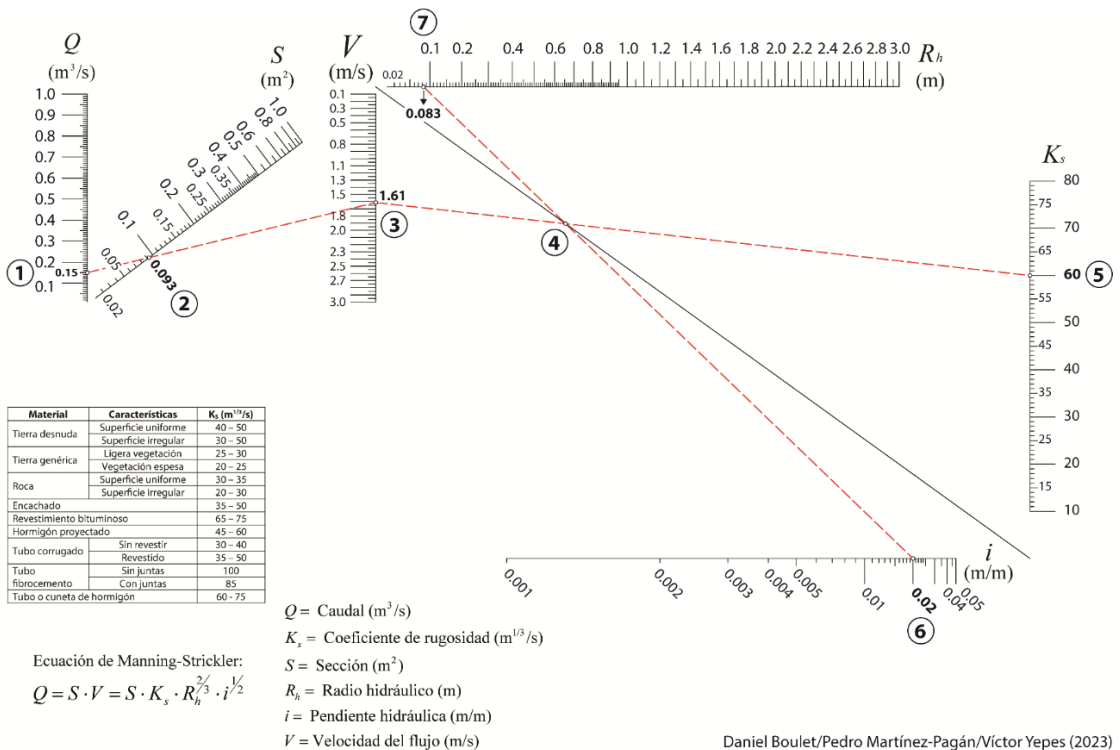 7
Q
(m³/s)
S
(m²)
V
(m/s)
0.02
0.1 0.2 0.4 0.6 0.8 1.0 1.2 1.4 1.6 1.8 2.0 2.2 2.4 2.6 2.8 3.0
R_h
(m)
0.083
1.0
0.9
0.8
0.7
0.6
0.5
0.4
0.3
0.2
0.15
0.1
1
1.0
0.8
0.6
0.5
0.4
0.35
0.3
0.25
0.2
0.15
0.1
0.05
0.02
0.093
2
0.1
0.3
0.5
0.8
1.1
1.3
1.5
1.8
2.0
2.3
2.5
2.7
3.0
1.61
3
4
K_s
80
75
70
65
60
55
50
45
40
35
30
25
20
15
10
5
i
(m/m)
0.001
0.002
0.003
0.004
0.005
0.01
0.02
0.04
0.05
6
Material Características K_S (m^1/3/s)
Tierra desnuda Superficie uniforme 40 – 50
Superficie irregular 30 – 50
Tierra genérica Ligera vegetación 25 – 30
Vegetación espesa 20 – 25
Roca Superficie uniforme 30 – 35
Superficie irregular 20 – 30
Encachado 35 – 50
Revestimiento bituminoso 65 – 75
Hormigón proyectado 45 – 60
Tubo corrugado Sin revestir 30 – 40
Revestido 35 – 50
Tubo fibrocemento Sin juntas 100
Con juntas 85
Tubo o cuneta de hormigón 60 - 75
Ecuación de Manning-Strickler:
Q = S · V = S · K_s · R_h^2/3 · i^1/2
Q = Caudal (m³/s)
K_s = Coeficiente de rugosidad (m^1/3/s)
S = Sección (m²)
R_h = Radio hidráulico (m)
i = Pendiente hidráulica (m/m)
V = Velocidad del flujo (m/s)
Daniel Boulet/Pedro Martínez-Pagán/Víctor Yepes (2023)